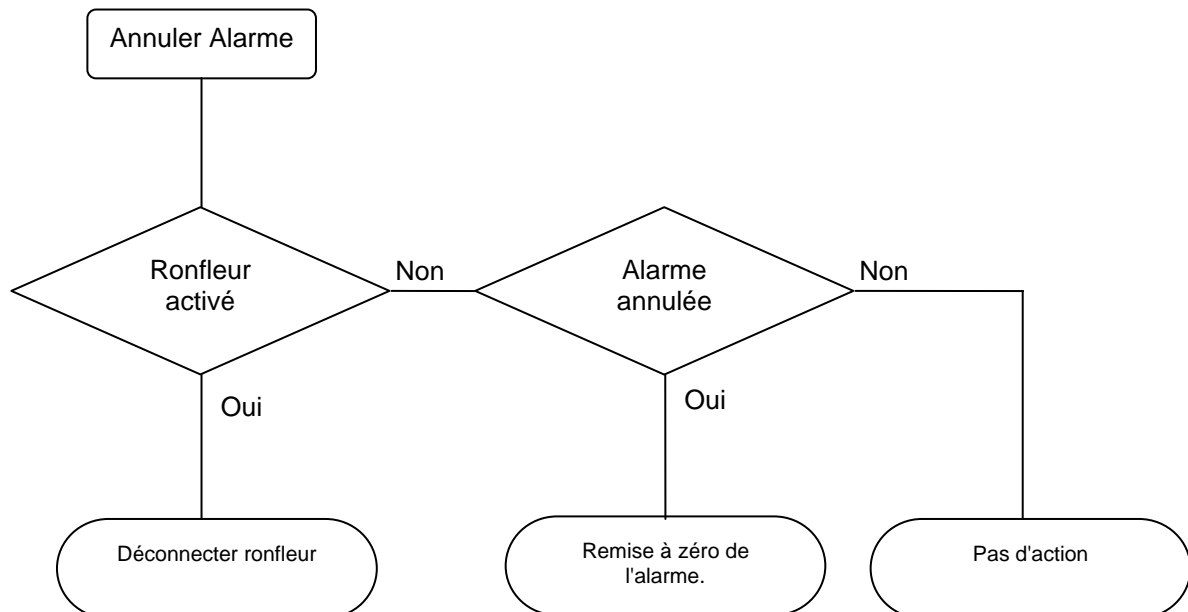 Annuler Alarme
Ronfleur
activé
Non
Alarme
annulée
Non
Oui
Oui
Déconnecter ronfleur
Remise à zéro de
l'alarme.
Pas d'action